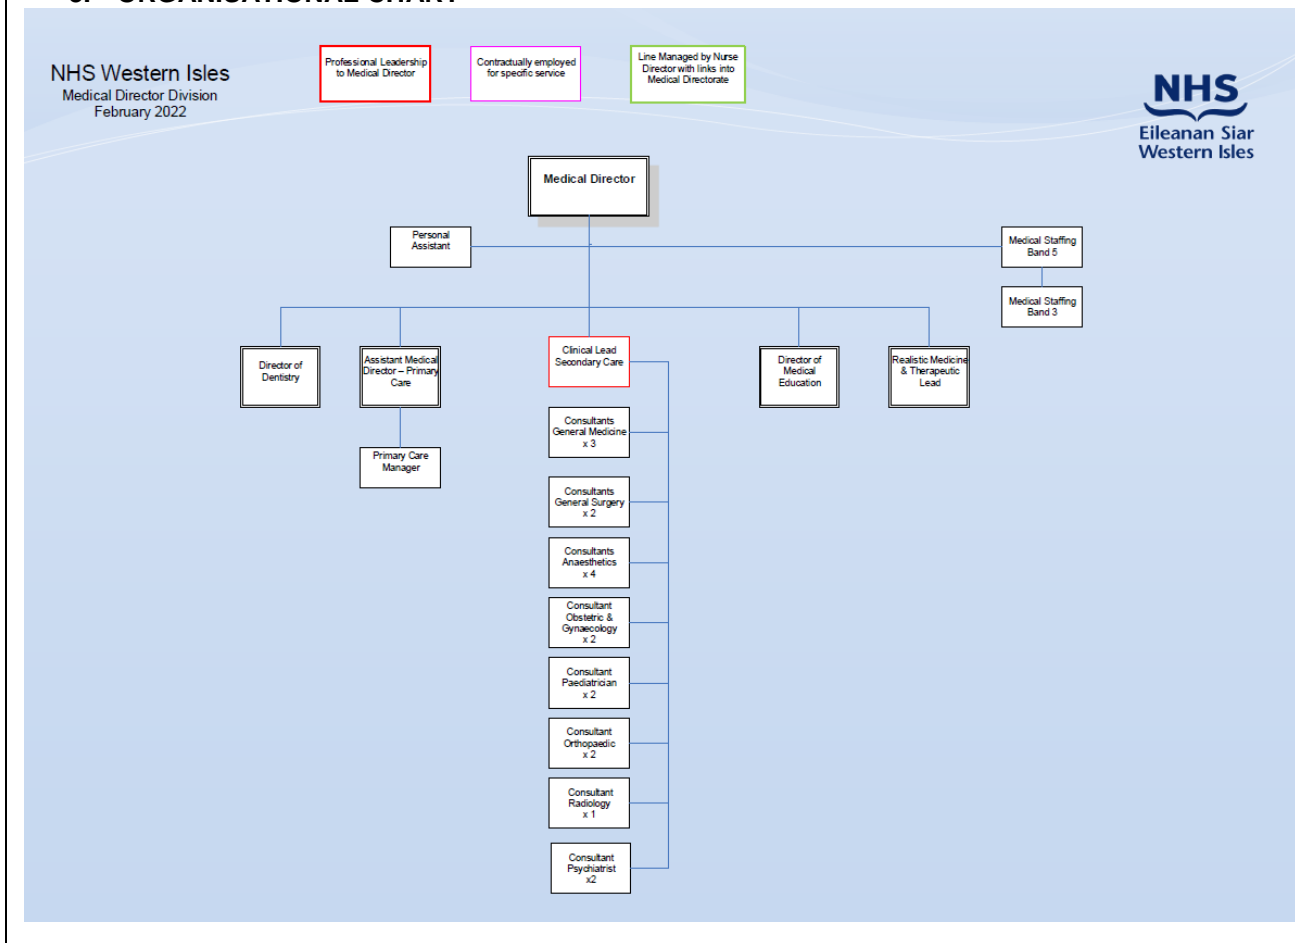 ORGANISATIONAL CHART
NHS Western Isles
Medical Director Division
February 2022
Professional Leadership
to Medical Director
Contractually employed
for specific service
Line Managed by Nurse
Director with links into
Medical Directorate
NHS
Eileanan Siar
Western Isles
Medical Director
Personal
Assistant
Medical Staffing
Band 5
Medical Staffing
Band 3
Director of
Dentistry
Assistant Medical
Director – Primary
Care
Clinical Lead
Secondary Care
Director of
Medical
Education
Realistic Medicine
& Therapeutic
Lead
Primary Care
Manager
Consultants
General Medicine
x 3
Consultants
General Surgery
x 2
Consultants
Anaesthetics
x 4
Consultant
Obstetric &
Gynaecology
x 2
Consultant
Paediatrician
x 2
Consultant
Orthopaedic
x 2
Consultant
Radiology
x 1
Consultant
Psychiatrist
x2